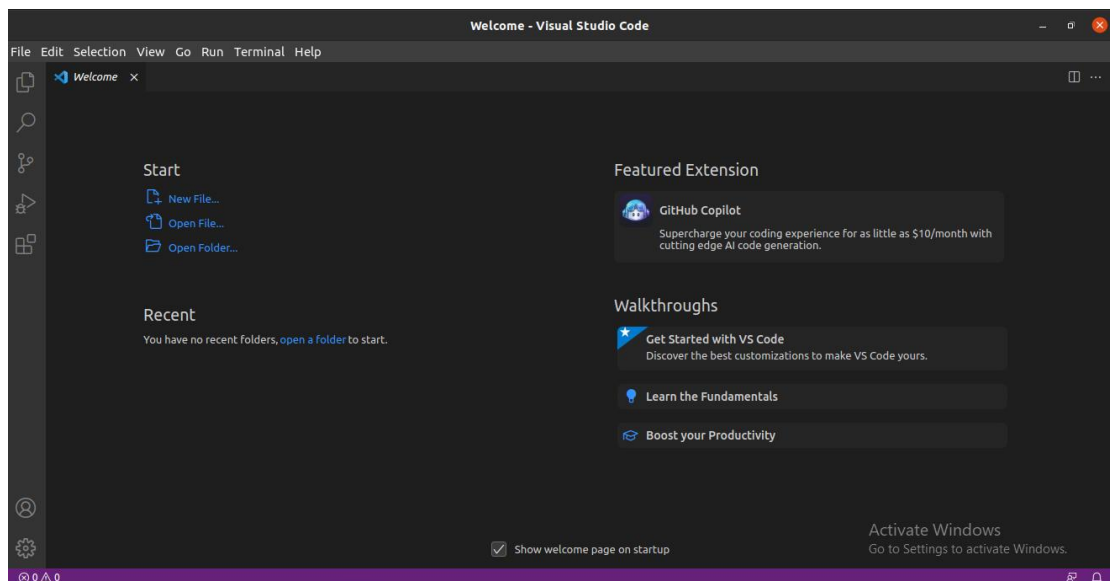 Welcome - Visual Studio Code
File Edit Selection View Go Run Terminal Help
Welcome
Start
New File...
Open File...
Open Folder...
Recent
You have no recent folders, open a folder to start.
Featured Extension
GitHub Copilot
Supercharge your coding experience for as little as $10/month with
cutting edge AI code generation.
Walkthroughs
Get Started with VS Code
Discover the best customizations to make VS Code yours.
Learn the Fundamentals
Boost your Productivity
Show welcome page on startup
Activate Windows
Go to Settings to activate Windows.
0 0